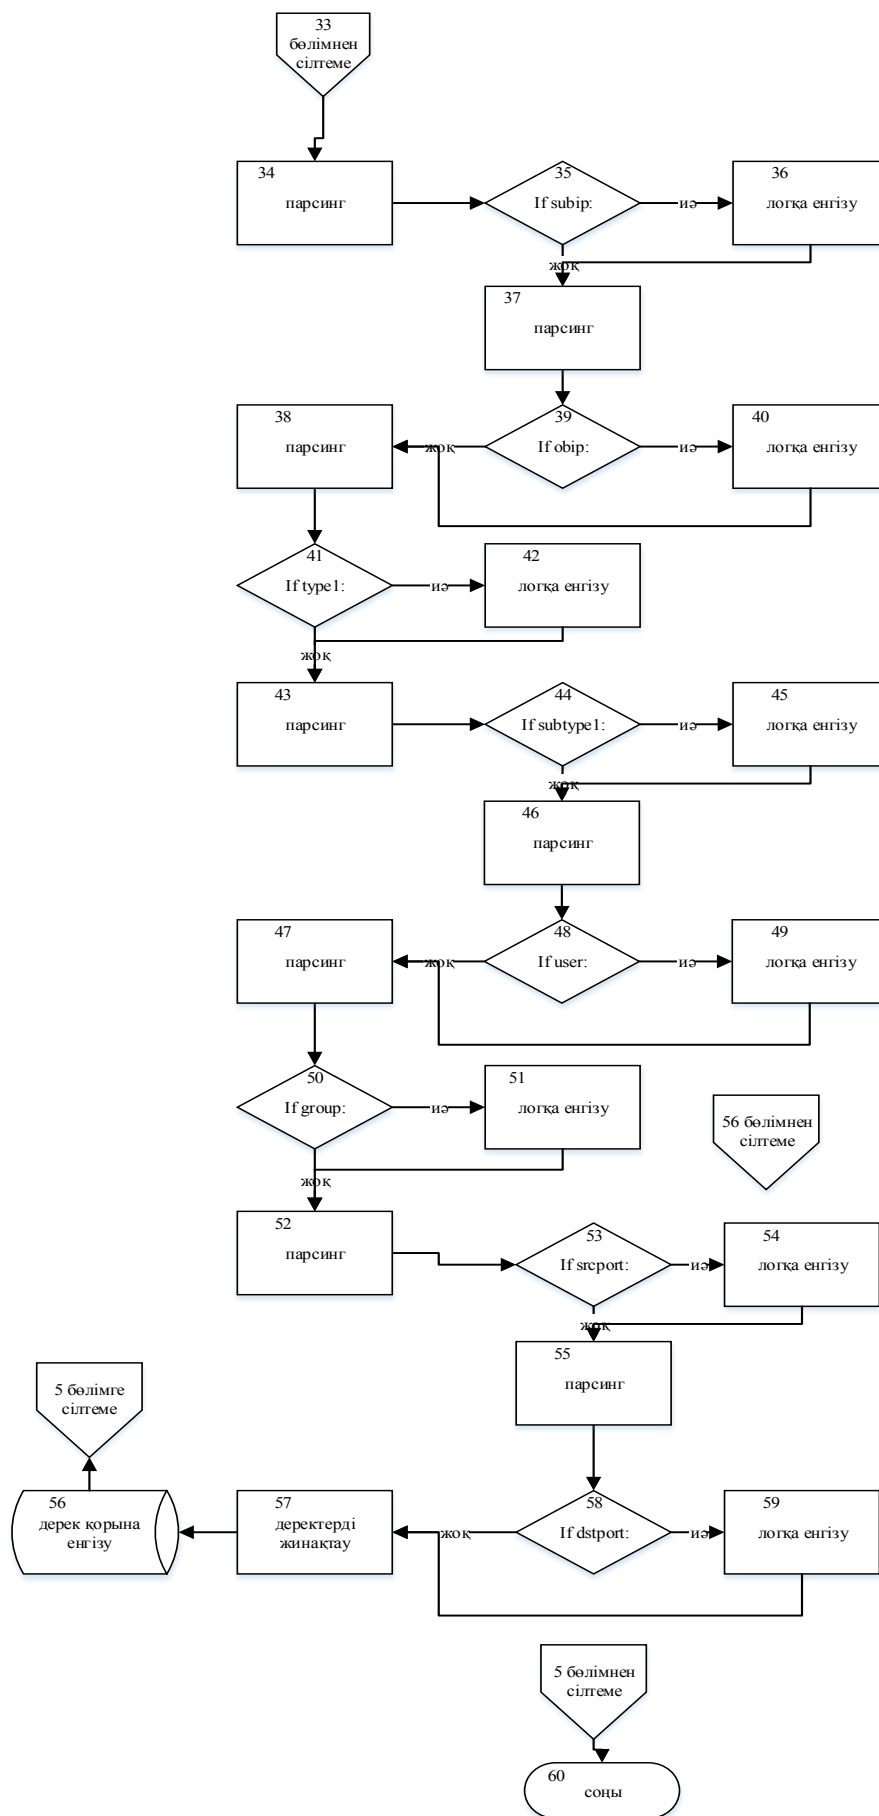 33
бөлімнен
сілтеме
34
парсинг
35
If subip:
иә
36
логқа енгізу
жоқ
37
парсинг
38
парсинг
жоқ
39
If obip:
иә
40
логқа енгізу
41
If type1:
иә
42
логқа енгізу
жоқ
43
парсинг
44
If subtype1:
иә
45
логқа енгізу
жоқ
46
парсинг
47
парсинг
жоқ
48
If user:
иә
49
логқа енгізу
50
If group:
иә
51
логқа енгізу
жоқ
56 бөлімнен
сілтеме
52
парсинг
53
If srcport:
иә
54
логқа енгізу
жоқ
55
парсинг
5 бөлімге
сілтеме
56
дерек қорына
енгізу
57
деректерді
жинақтау
жоқ
58
If dstport:
иә
59
логқа енгізу
5 бөлімнен
сілтеме
60
соңы